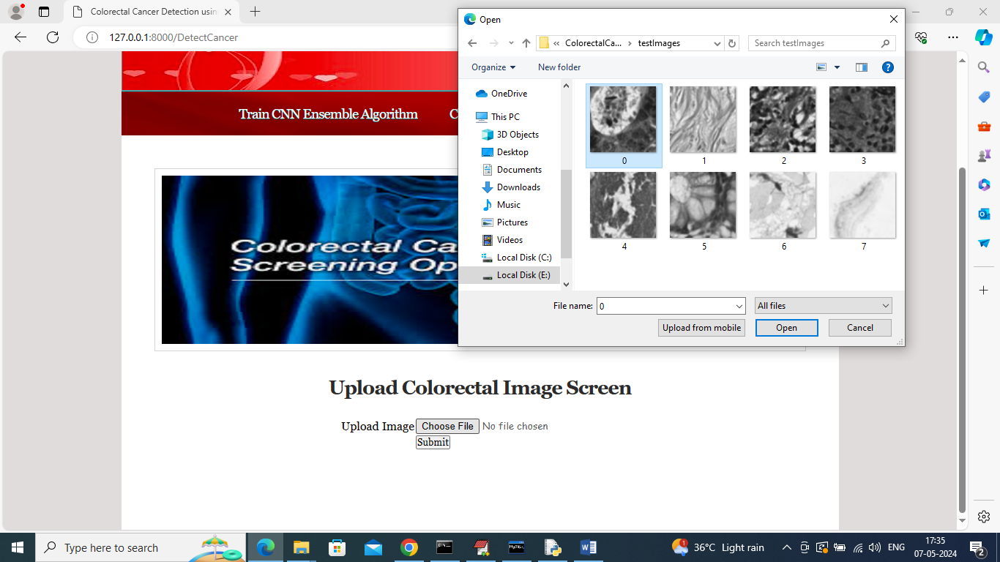 Colorectal Cancer Detection usin
127.0.0.1:8000/DetectCancer
Train CNN Ensemble Algorithm
C
Colorectal Ca
Screening Op
Upload Colorectal Image Screen
Upload Image Choose File No file chosen
Submit
Open
« ColorectalCa... › testImages
Search testImages
Organize
New folder
OneDrive
This PC
3D Objects
Desktop
Documents
Downloads
Music
Pictures
Videos
Local Disk (C:)
Local Disk (E:)
0
1
2
3
4
5
6
7
File name: 0
All files
Upload from mobile
Open
Cancel
Type here to search
36°C Light rain
ENG
17:35
07-05-2024
2